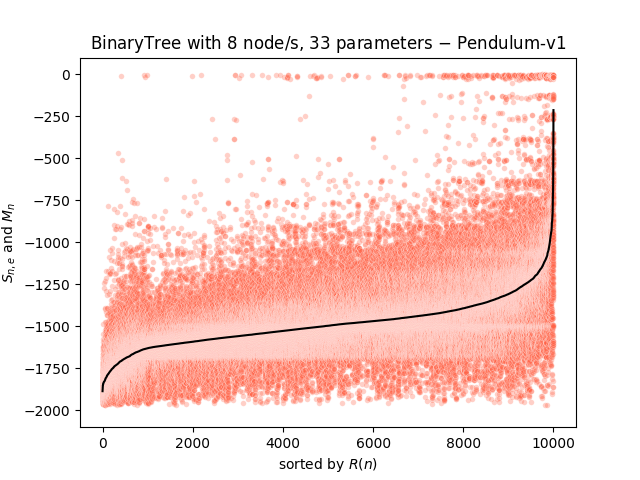 BinaryTree with 8 node/s, 33 parameters − Pendulum-v1
0
−250
−500
−750
−1000
−1250
−1500
−1750
−2000
S_{n, e} and M_n
0 2000 4000 6000 8000 10000
sorted by R(n)